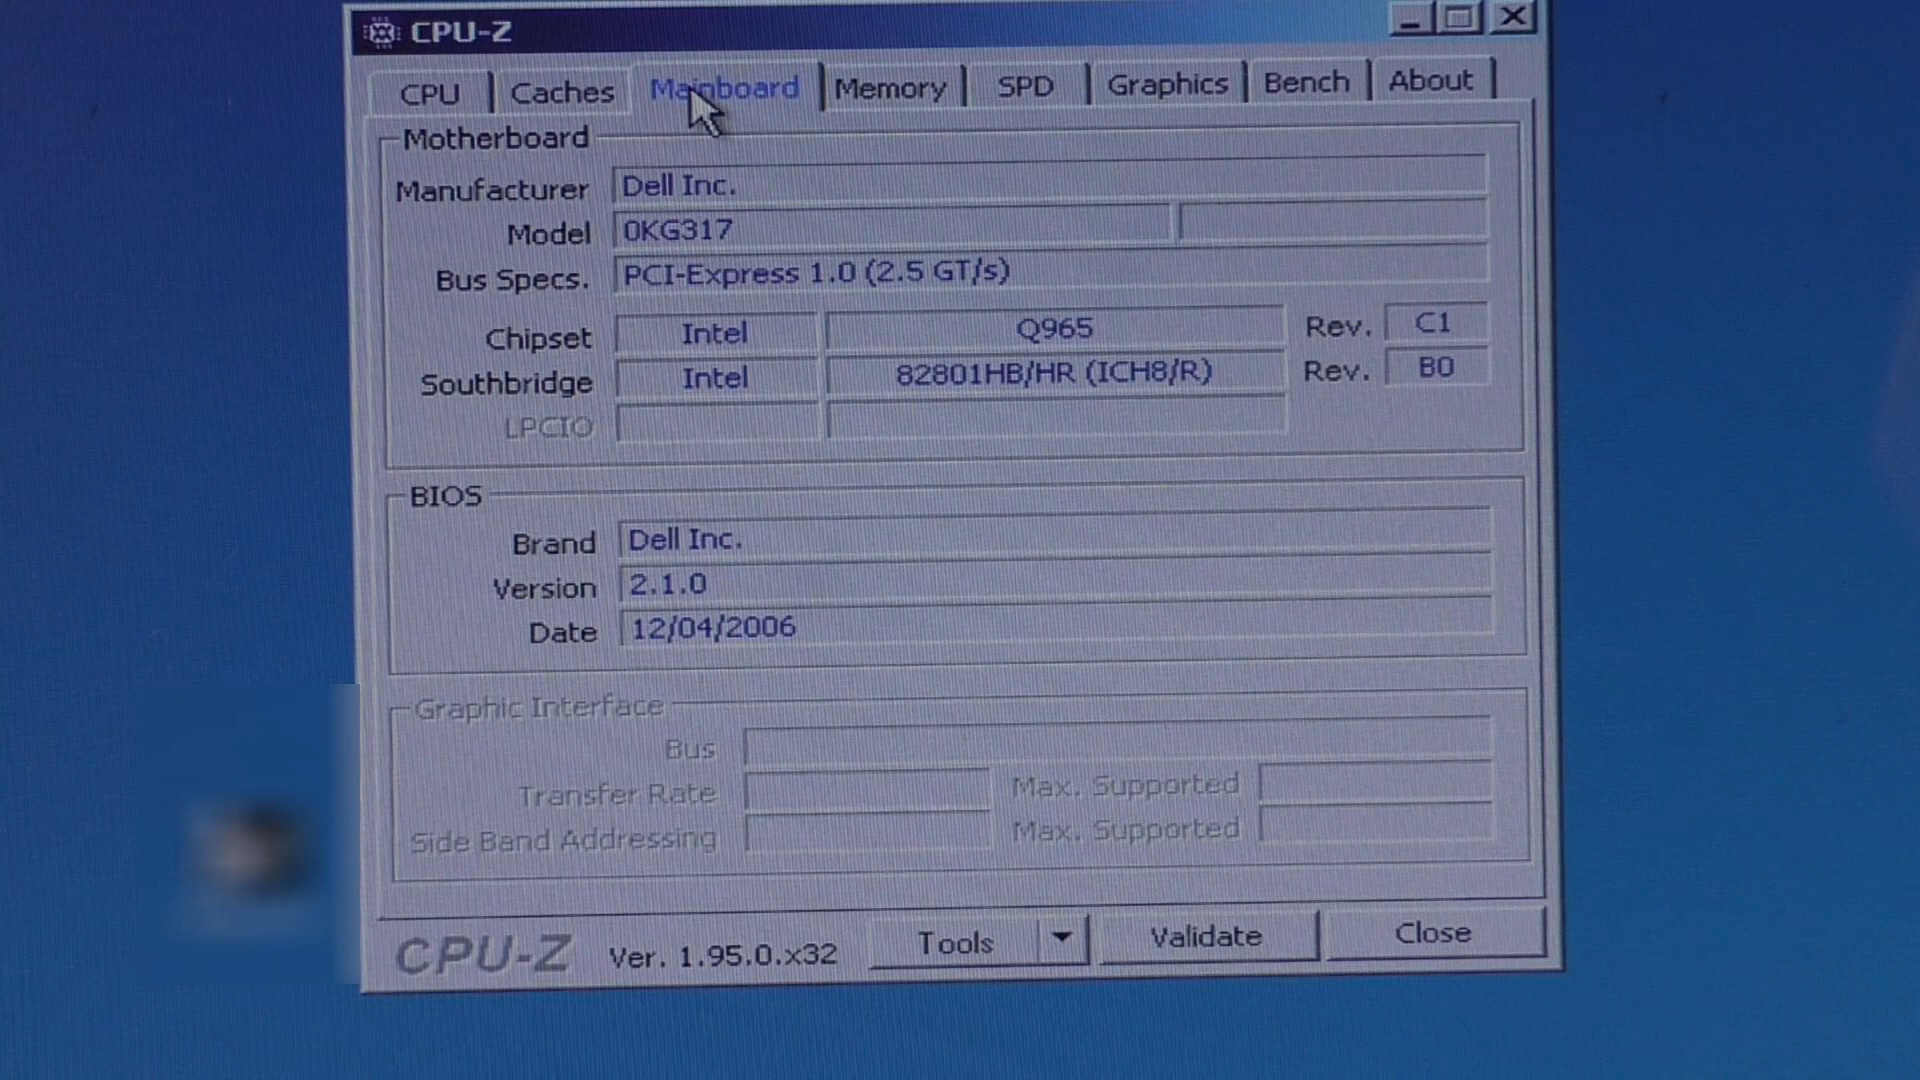 CPU-Z
CPU Caches Mainboard Memory SPD Graphics Bench About
Motherboard
Manufacturer Dell Inc.
Model 0KG317
Bus Specs. PCI-Express 1.0 (2.5 GT/s)
Chipset Intel Q965 Rev. C1
Southbridge Intel 82801HB/HR (ICH8/R) Rev. B0
LPCIO
BIOS
Brand Dell Inc.
Version 2.1.0
Date 12/04/2006
Graphic Interface
Bus
Transfer Rate Max. Supported
Side Band Addressing Max. Supported
CPU-Z Ver. 1.95.0.x32 Tools Validate Close